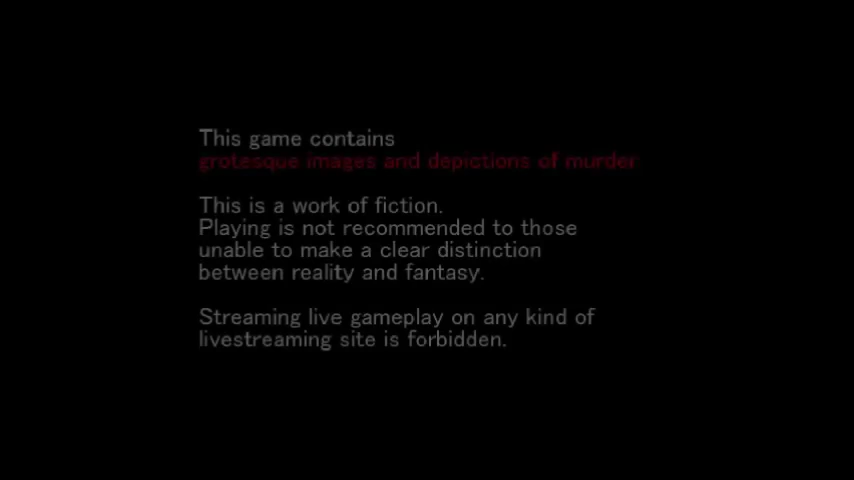 This game contains
grotesque images and depictions of murder
This is a work of fiction.
Playing is not recommended to those
unable to make a clear distinction
between reality and fantasy.
Streaming live gameplay on any kind of
livestreaming site is forbidden.